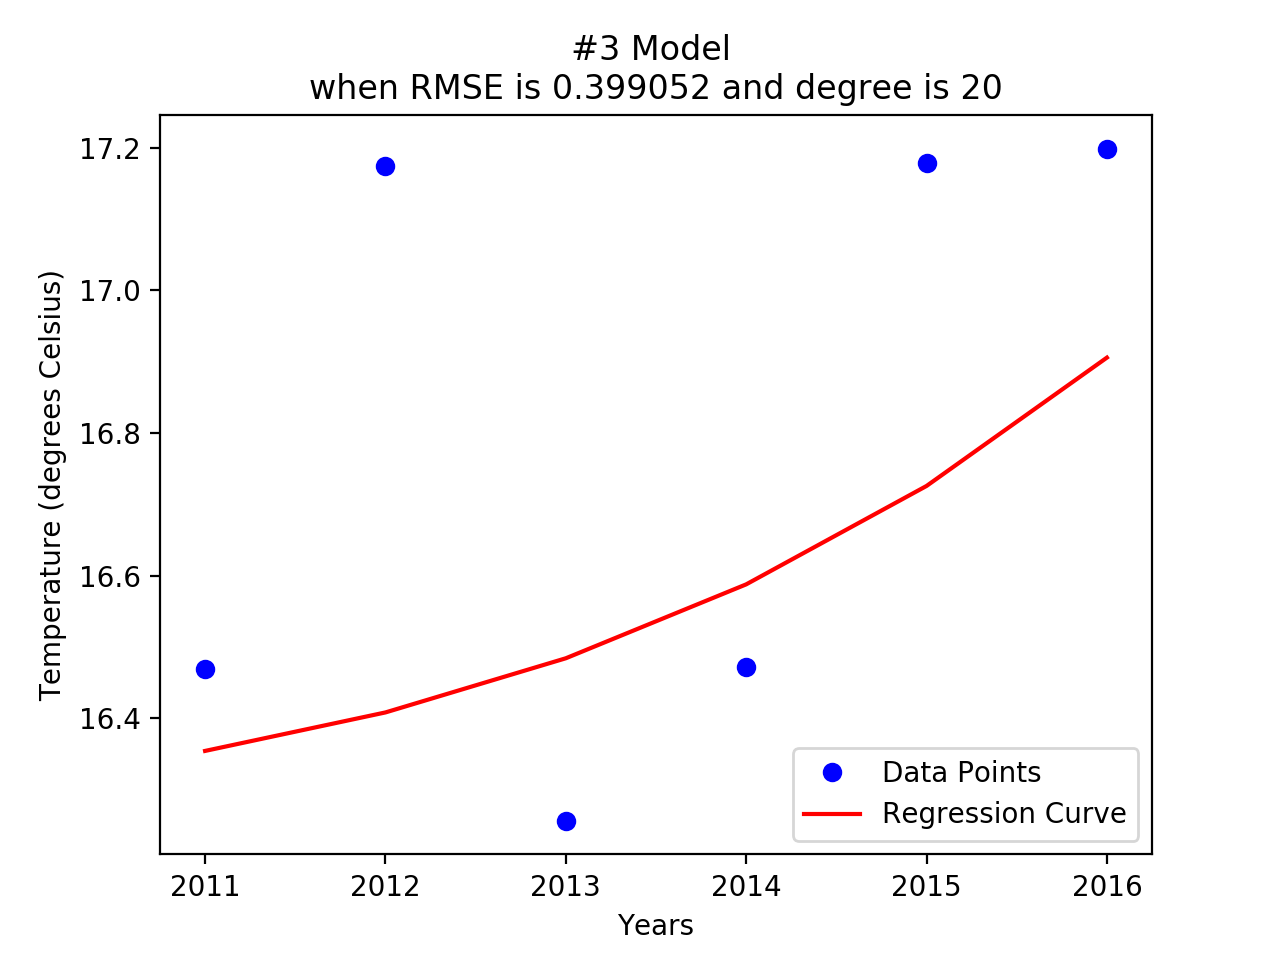 #3 Model
when RMSE is 0.399052 and degree is 20
17.2
17.0
16.8
16.6
16.4
Temperature (degrees Celsius)
Data Points
Regression Curve
2011 2012 2013 2014 2015 2016
Years